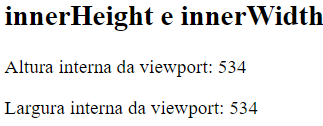 innerHeight e innerWidth
Altura interna da viewport: 534
Largura interna da viewport: 534